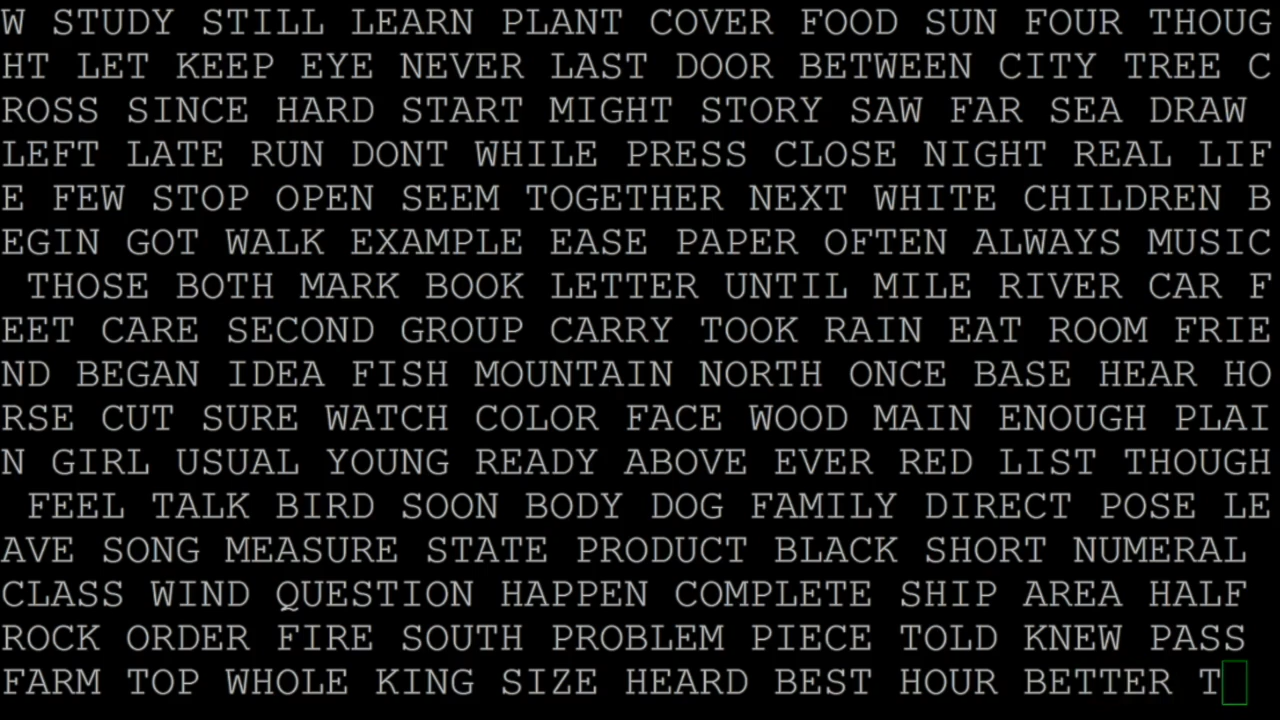 W STUDY STILL LEARN PLANT COVER FOOD SUN FOUR THOUG
HT LET KEEP EYE NEVER LAST DOOR BETWEEN CITY TREE C
ROSS SINCE HARD START MIGHT STORY SAW FAR SEA DRAW
LEFT LATE RUN DONT WHILE PRESS CLOSE NIGHT REAL LIF
E FEW STOP OPEN SEEM TOGETHER NEXT WHITE CHILDREN B
EGIN GOT WALK EXAMPLE EASE PAPER OFTEN ALWAYS MUSIC
THOSE BOTH MARK BOOK LETTER UNTIL MILE RIVER CAR F
EET CARE SECOND GROUP CARRY TOOK RAIN EAT ROOM FRIE
ND BEGAN IDEA FISH MOUNTAIN NORTH ONCE BASE HEAR HO
RSE CUT SURE WATCH COLOR FACE WOOD MAIN ENOUGH PLAI
N GIRL USUAL YOUNG READY ABOVE EVER RED LIST THOUGH
FEEL TALK BIRD SOON BODY DOG FAMILY DIRECT POSE LE
AVE SONG MEASURE STATE PRODUCT BLACK SHORT NUMERAL
CLASS WIND QUESTION HAPPEN COMPLETE SHIP AREA HALF
ROCK ORDER FIRE SOUTH PROBLEM PIECE TOLD KNEW PASS
FARM TOP WHOLE KING SIZE HEARD BEST HOUR BETTER T